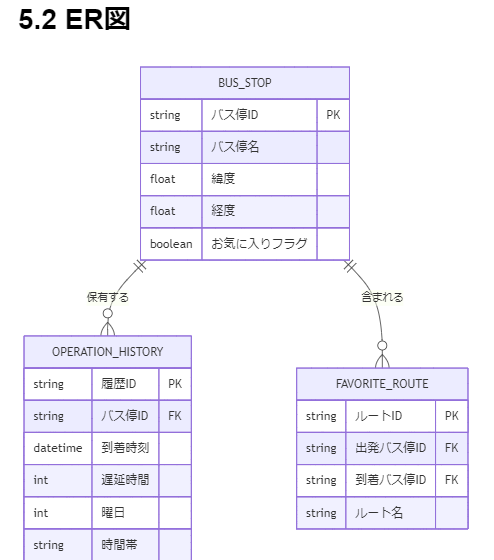 5.2 ER図
BUS_STOP
string バス停ID PK
string バス停名
float 緯度
float 経度
boolean お気に入りフラグ
保有する
含まれる
OPERATION_HISTORY
string 履歴ID PK
string バス停ID FK
datetime 到着時刻
int 遅延時間
int 曜日
string 時間帯
FAVORITE_ROUTE
string ルートID PK
string 出発バス停ID FK
string 到着バス停ID FK
string ルート名